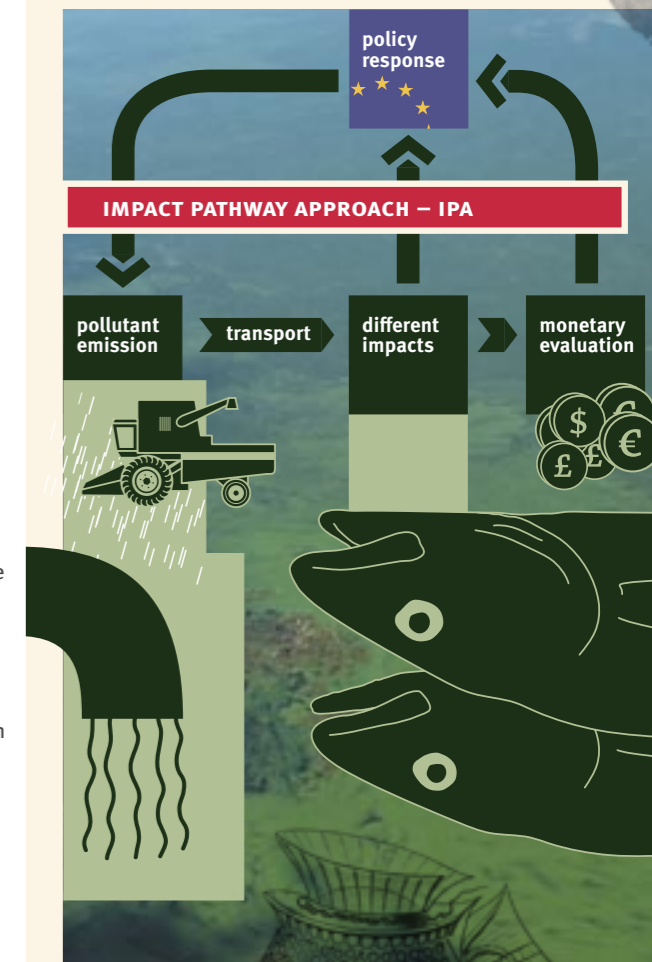 policy
response
IMPACT PATHWAY APPROACH – IPA
pollutant
emission
transport
different
impacts
monetary
evaluation
$
€
€
£
£
e